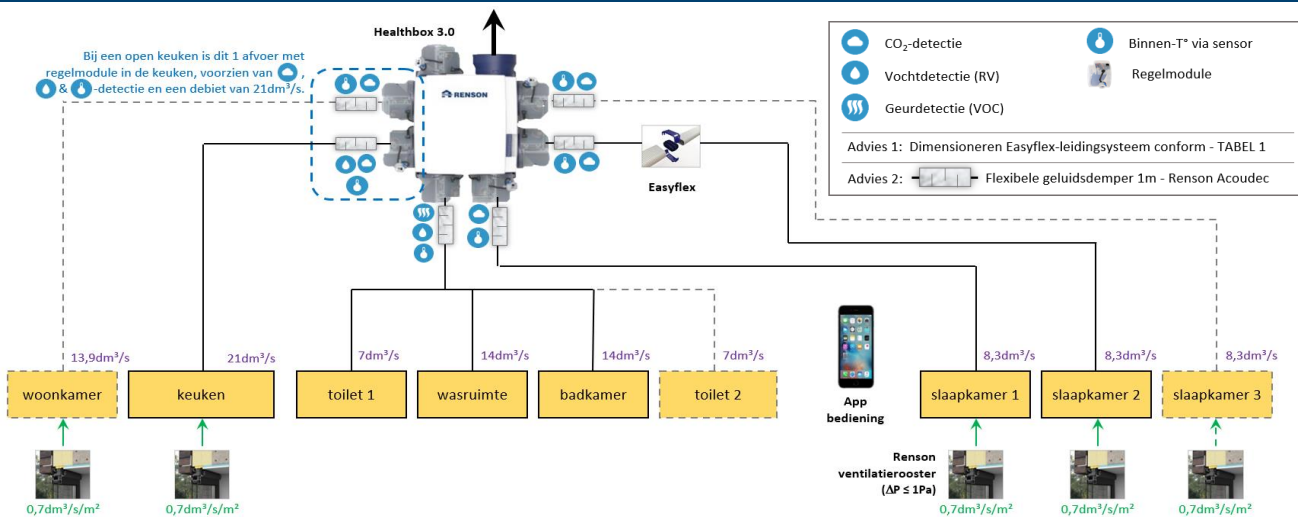 Healthbox 3.0
Bij een open keuken is dit 1 afvoer met
regelmodule in de keuken, voorzien van ,
& -detectie en een debiet van 21dm³/s.
RENSON
Easyflex
CO₂-detectie
Binnen-T° via sensor
Vochtdetectie (RV)
Regelmodule
Geurdetectie (VOC)
Advies 1: Dimensioneren Easyflex-leidingsysteem conform - TABEL 1
Advies 2: Flexibele geluidsdemper 1m - Renson Acoudec
13,9dm³/s
21dm³/s
7dm³/s
14dm³/s
14dm³/s
7dm³/s
8,3dm³/s
8,3dm³/s
8,3dm³/s
woonkamer
keuken
toilet 1
wasruimte
badkamer
toilet 2
App
bediening
slaapkamer 1
slaapkamer 2
slaapkamer 3
Renson
ventilatierooster
(ΔP ≤ 1Pa)
0,7dm³/s/m²
0,7dm³/s/m²
0,7dm³/s/m²
0,7dm³/s/m²
0,7dm³/s/m²